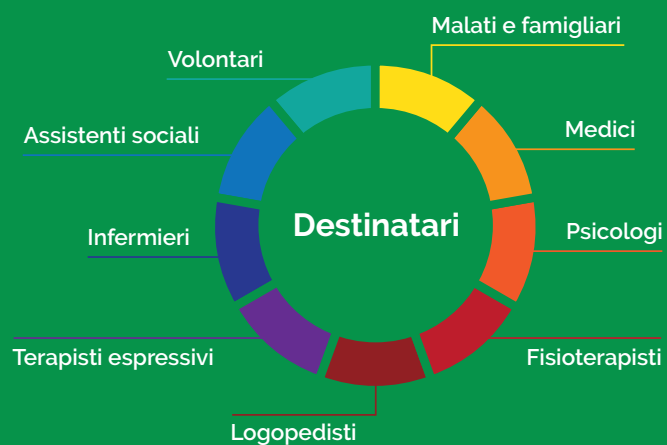 Malati e famigliari
Volontari
Medici
Assistenti sociali
Destinatari
Psicologi
Infermieri
Terapisti espressivi
Fisioterapisti
Logopedisti